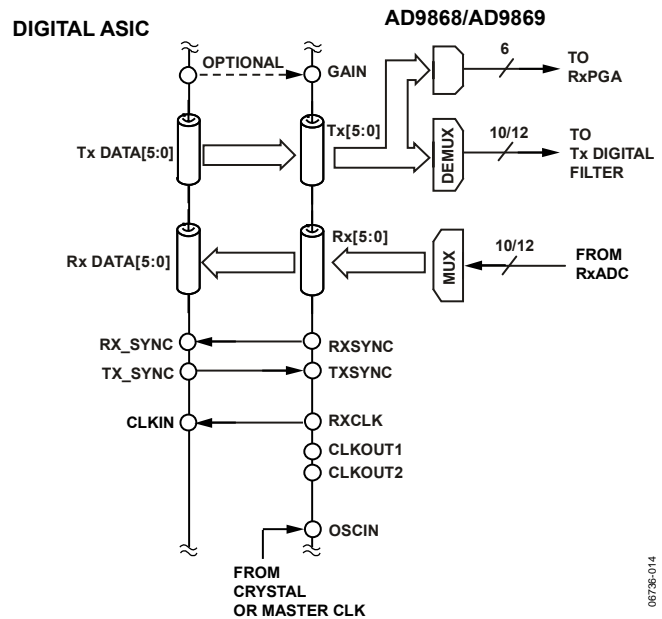 DIGITAL ASIC
AD9868/AD9869
OPTIONAL
GAIN
6
TO
RxPGA
Tx DATA[5:0]
Tx[5:0]
DEMUX
10/12
TO
Tx DIGITAL
FILTER
Rx DATA[5:0]
Rx[5:0]
MUX
10/12
FROM
RxADC
RX_SYNC
RXSYNC
TX_SYNC
TXSYNC
CLKIN
RXCLK
CLKOUT1
CLKOUT2
OSCIN
FROM
CRYSTAL
OR MASTER CLK
06736-014